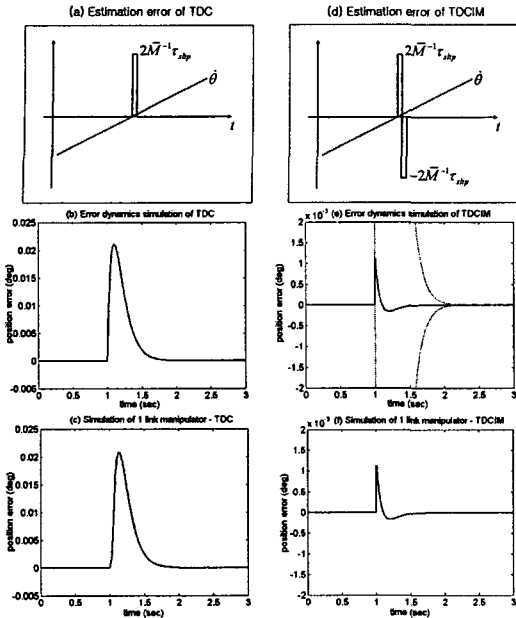 (a) Estimation error of TDC
2M̄⁻¹τ_stip
θ̇
t
(d) Estimation error of TDCIM
2M̄⁻¹τ_stip
θ̇
t
−2M̄⁻¹τ_stip
(b) Error dynamics simulation of TDC
0.025
0.02
0.015
0.01
0.005
0
-0.005
position error (deg)
0 0.5 1 1.5 2 2.5 3
time (sec)
x 10⁻³ (e) Error dynamics simulation of TDCIM
2
1.5
1
0.5
0
-0.5
-1
-1.5
-2
position error (deg)
0 0.5 1 1.5 2 2.5 3
time (sec)
(c) Simulation of 1 link manipulator - TDC
0.025
0.02
0.015
0.01
0.005
0
-0.005
position error (deg)
0 0.5 1 1.5 2 2.5 3
time (sec)
x 10⁻³ (f) Simulation of 1 link manipulator - TDCIM
2
1.5
1
0.5
0
-0.5
-1
-1.5
-2
position error (deg)
0 0.5 1 1.5 2 2.5 3
time (sec)